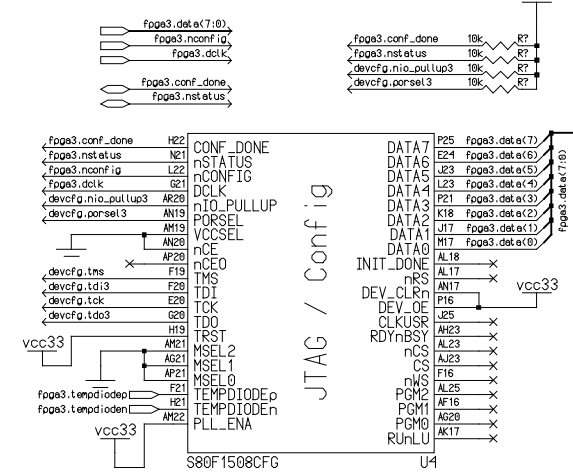 fpga3.data(7:0)
fpga3.nconfig
fpga3.dclk
fpga3.conf_done
fpga3.nstatus
fpga3.conf_done 10k R?
fpga3.nstatus 10k R?
devcfg.nio_pullup3 10k R?
devcfg.porsel3 10k R?
fpga3.conf_done H22 CONF_DONE
fpga3.nstatus N21 nSTATUS
fpga3.nconfig L22 nCONFIG
fpga3.dclk G21 DCLK
devcfg.nio_pullup3 AR20 nIO_PULLUP
devcfg.porsel3 AN19 PORSEL
AM19 VCCSEL
AN20 nCE
AP20 nCEO
devcfg.tms F19 TMS
devcfg.tdi3 F20 TDI
devcfg.tck E20 TCK
devcfg.tdo3 G20 TDO
vcc33 H19 TRST
AM21 MSEL2
AG21 MSEL1
AP21 MSEL0
fpga3.tempdiodep F21 TEMPDIODEp
fpga3.tempdioden H21 TEMPDIODEn
vcc33 AM22 PLL_ENA
JTAG / Config
DATA7 P25 fpga3.data(7)
DATA6 E24 fpga3.data(6)
DATA5 J23 fpga3.data(5)
DATA4 L23 fpga3.data(4)
DATA3 P21 fpga3.data(3)
DATA2 K18 fpga3.data(2)
DATA1 J17 fpga3.data(1)
DATA0 M17 fpga3.data(0)
fpga3.data(7:0)
INIT_DONE AL18
nRS AL17
DEV_CLRn AN17
DEV_OE P16
vcc33
CLKUSR J25
RDYnBSY AH23
nCS AL23
CS AJ23
nWS F16
PGM2 AL25
PGM1 AF16
PGM0 AG20
RUnLU AK17
S80F1508CFG U4